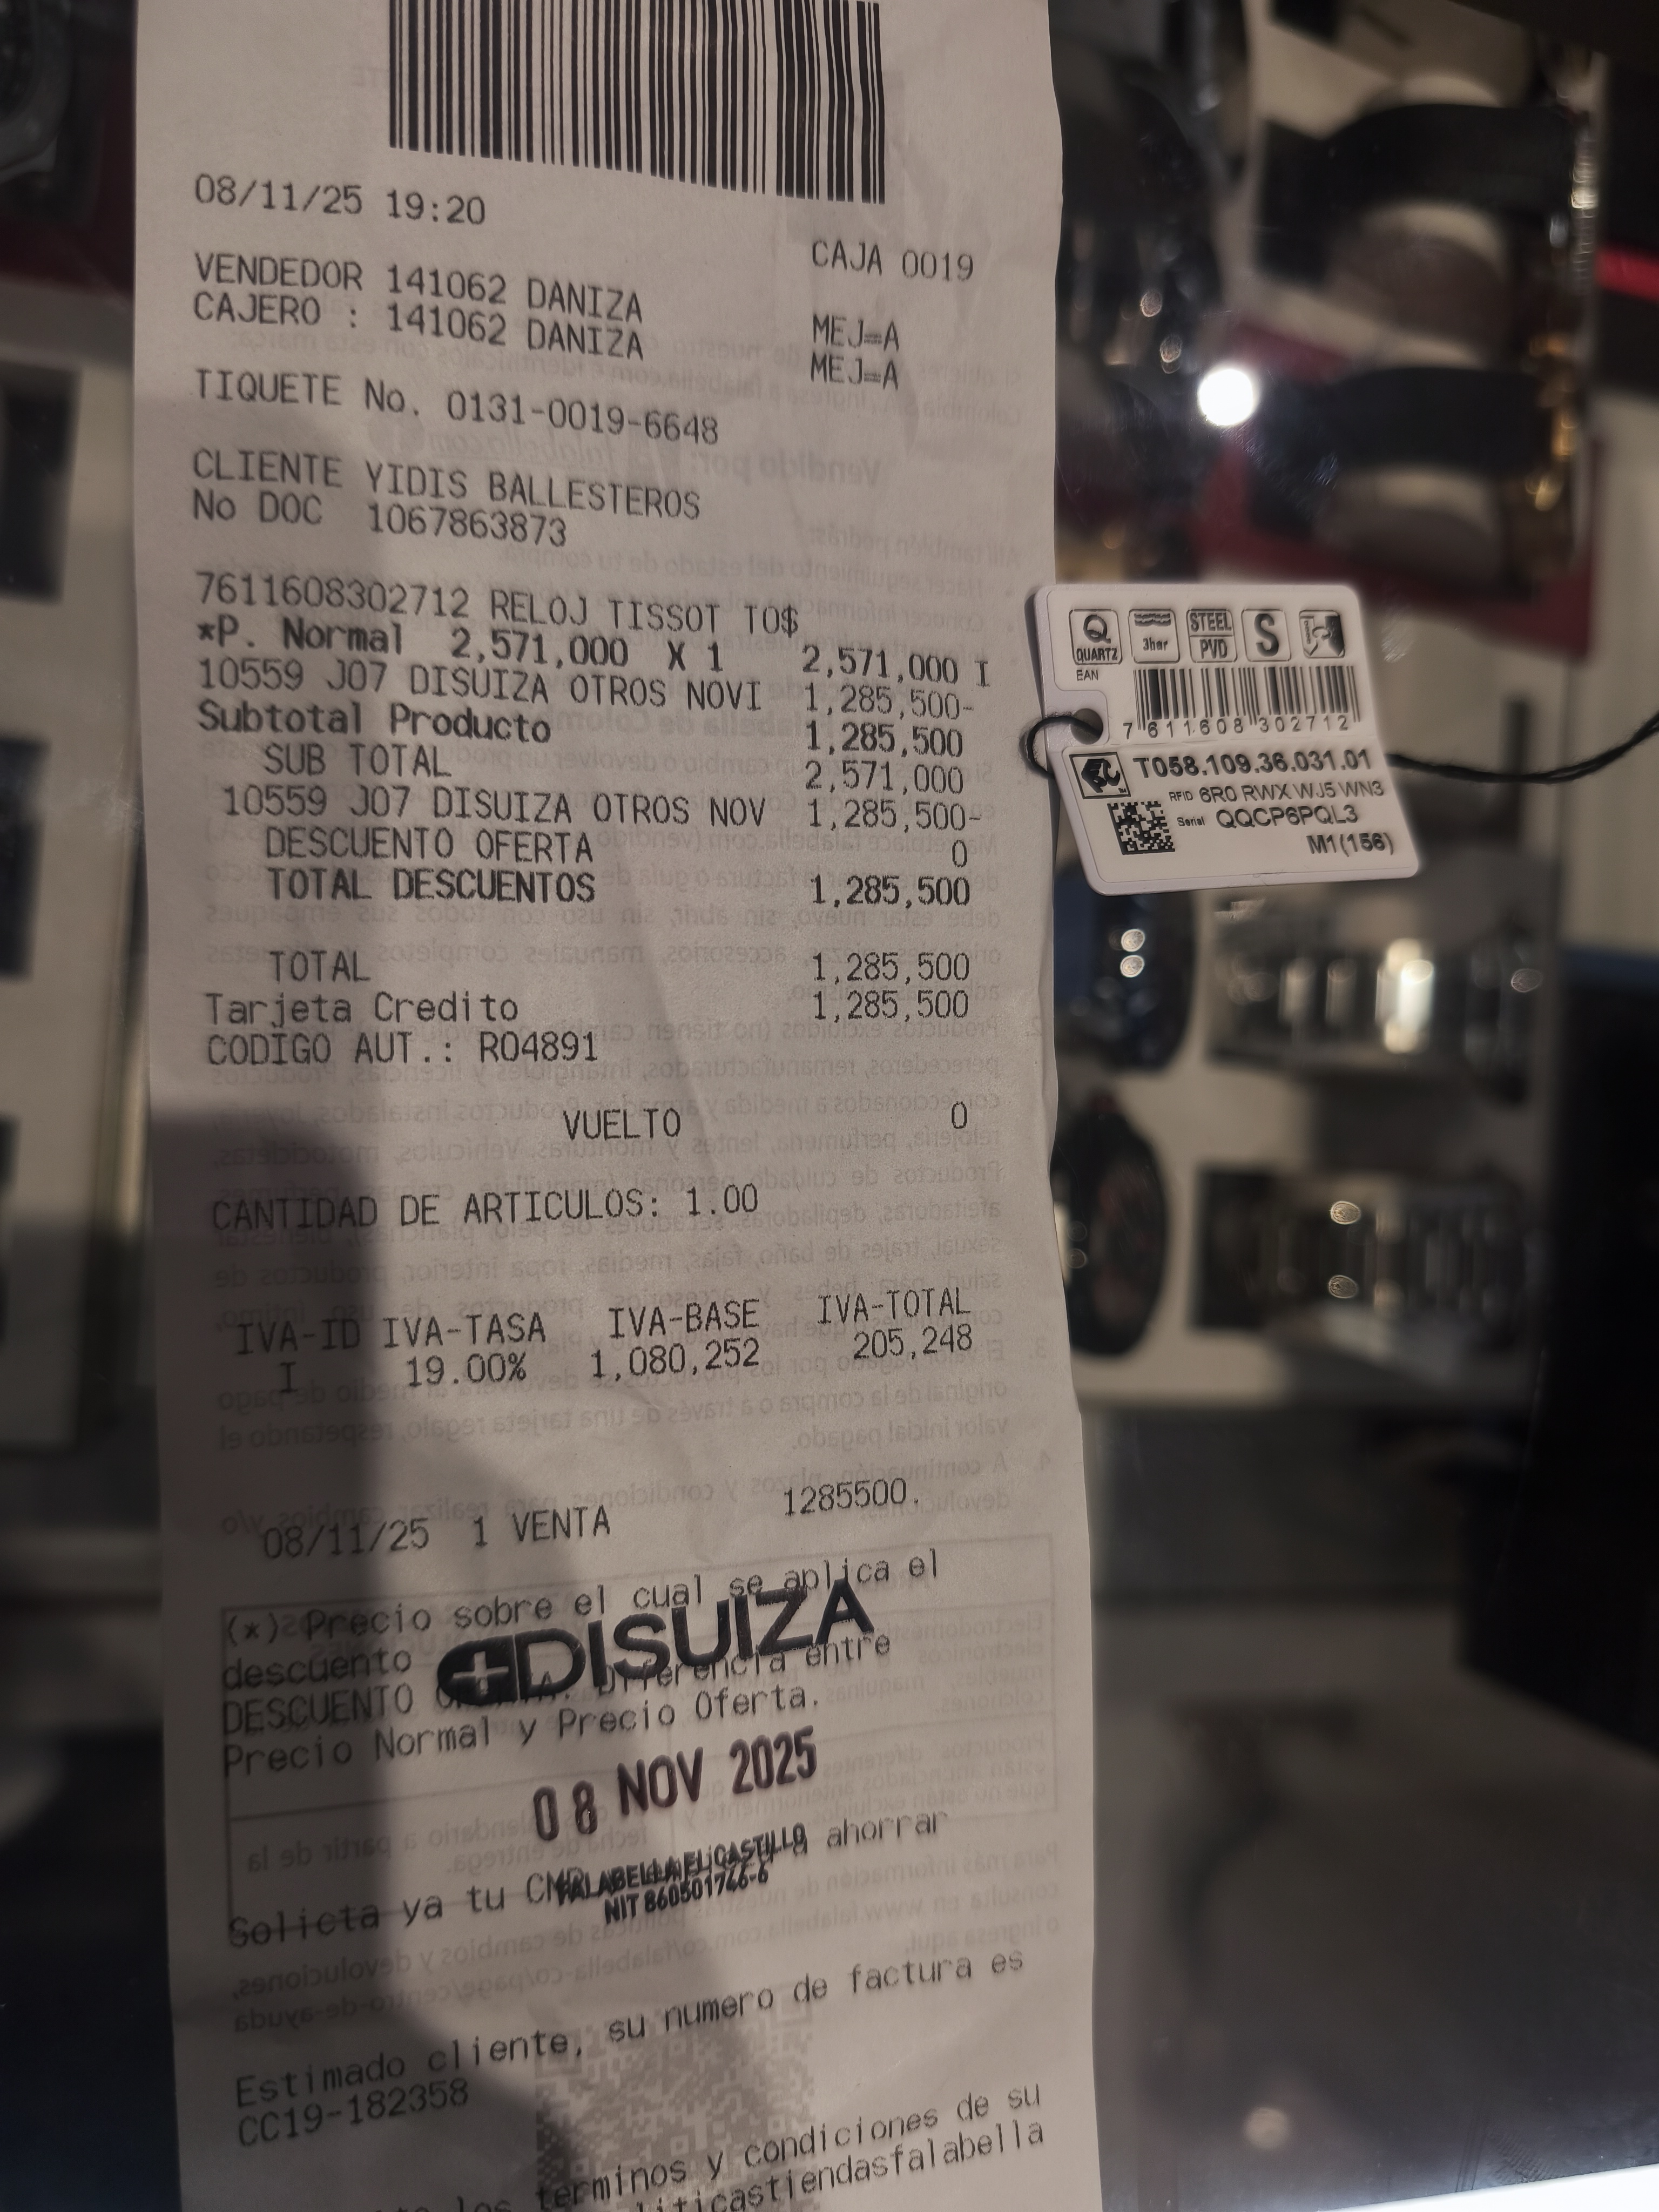 08/11/25 19:20
CAJA 0019
VENDEDOR 141062 DANIZA MEJ=A
CAJERO : 141062 DANIZA MEJ=A
TIQUETE No. 0131-0019-6648
CLIENTE YIDIS BALLESTEROS
No DOC 1067863873
7611608302712 RELOJ TISSOT TO$
*P. Normal 2,571,000 X 1 2,571,000 I
10559 J07 DISUIZA OTROS NOVI 1,285,500-
Subtotal Producto 1,285,500
SUB TOTAL 2,571,000
10559 J07 DISUIZA OTROS NOV 1,285,500-
DESCUENTO OFERTA 0
TOTAL DESCUENTOS 1,285,500
TOTAL 1,285,500
Tarjeta Credito 1,285,500
CODIGO AUT.: R04891
VUELTO 0
CANTIDAD DE ARTICULOS: 1.00
IVA-ID IVA-TASA IVA-BASE IVA-TOTAL
I 19.00% 1,080,252 205,248
08/11/25 1 VENTA 1285500.
(*) Precio sobre el cual se aplica el
descuento
DISUIZA
DESCUENTO Diferencia entre
Precio Normal y Precio Oferta.
08 NOV 2025
FALABELLA EL CASTILLO
NIT 860501746-6
Solicta ya tu ahorrar
Estimado cliente, su numero de factura es
CC19-182358
los terminos y condiciones de su
Q
QUARTZ
3bar
STEEL
PVD
S
EAN
7 611608 302712
T058.109.36.031.01
RFID 6R0 RWX WJ5 WN3
Serial QQCP6PQL3
M1(156)